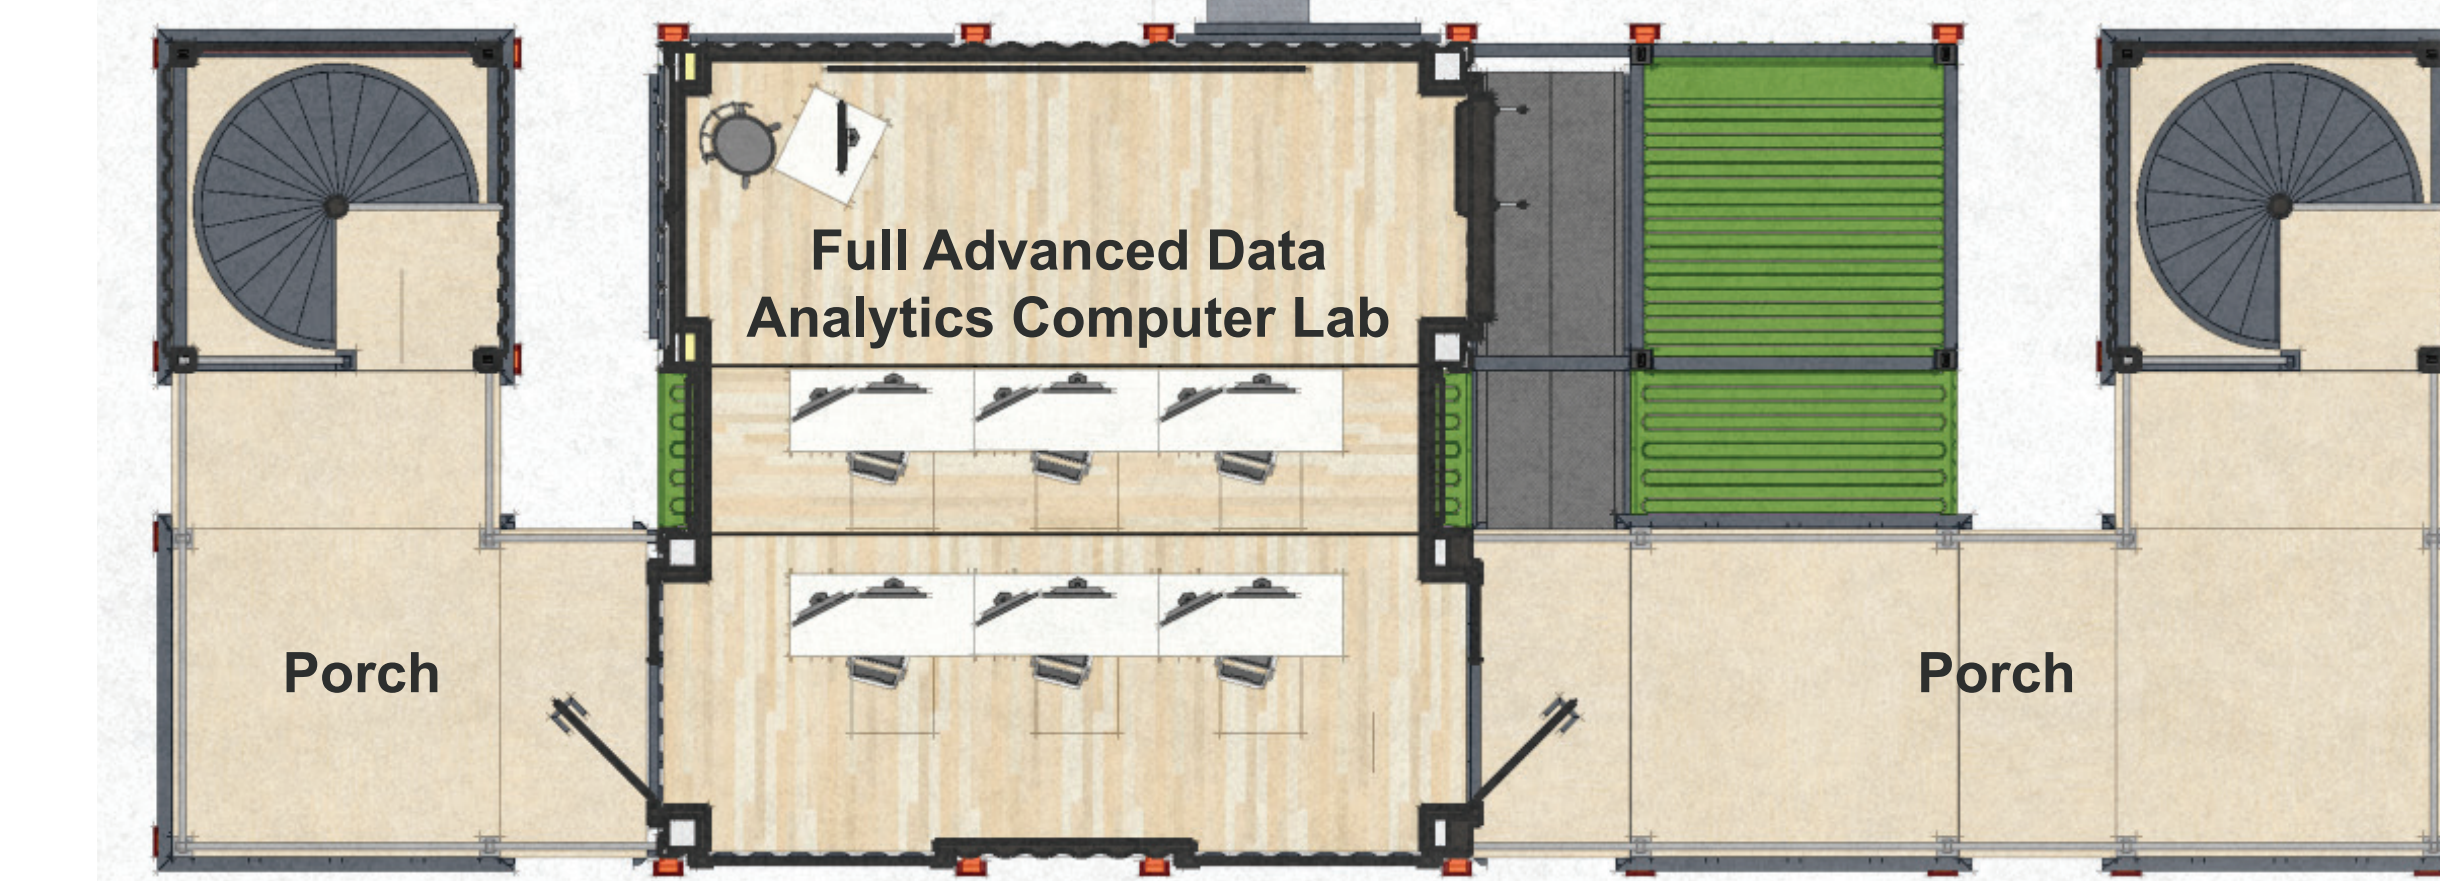 Full Advanced Data
Analytics Computer Lab
Porch
Porch